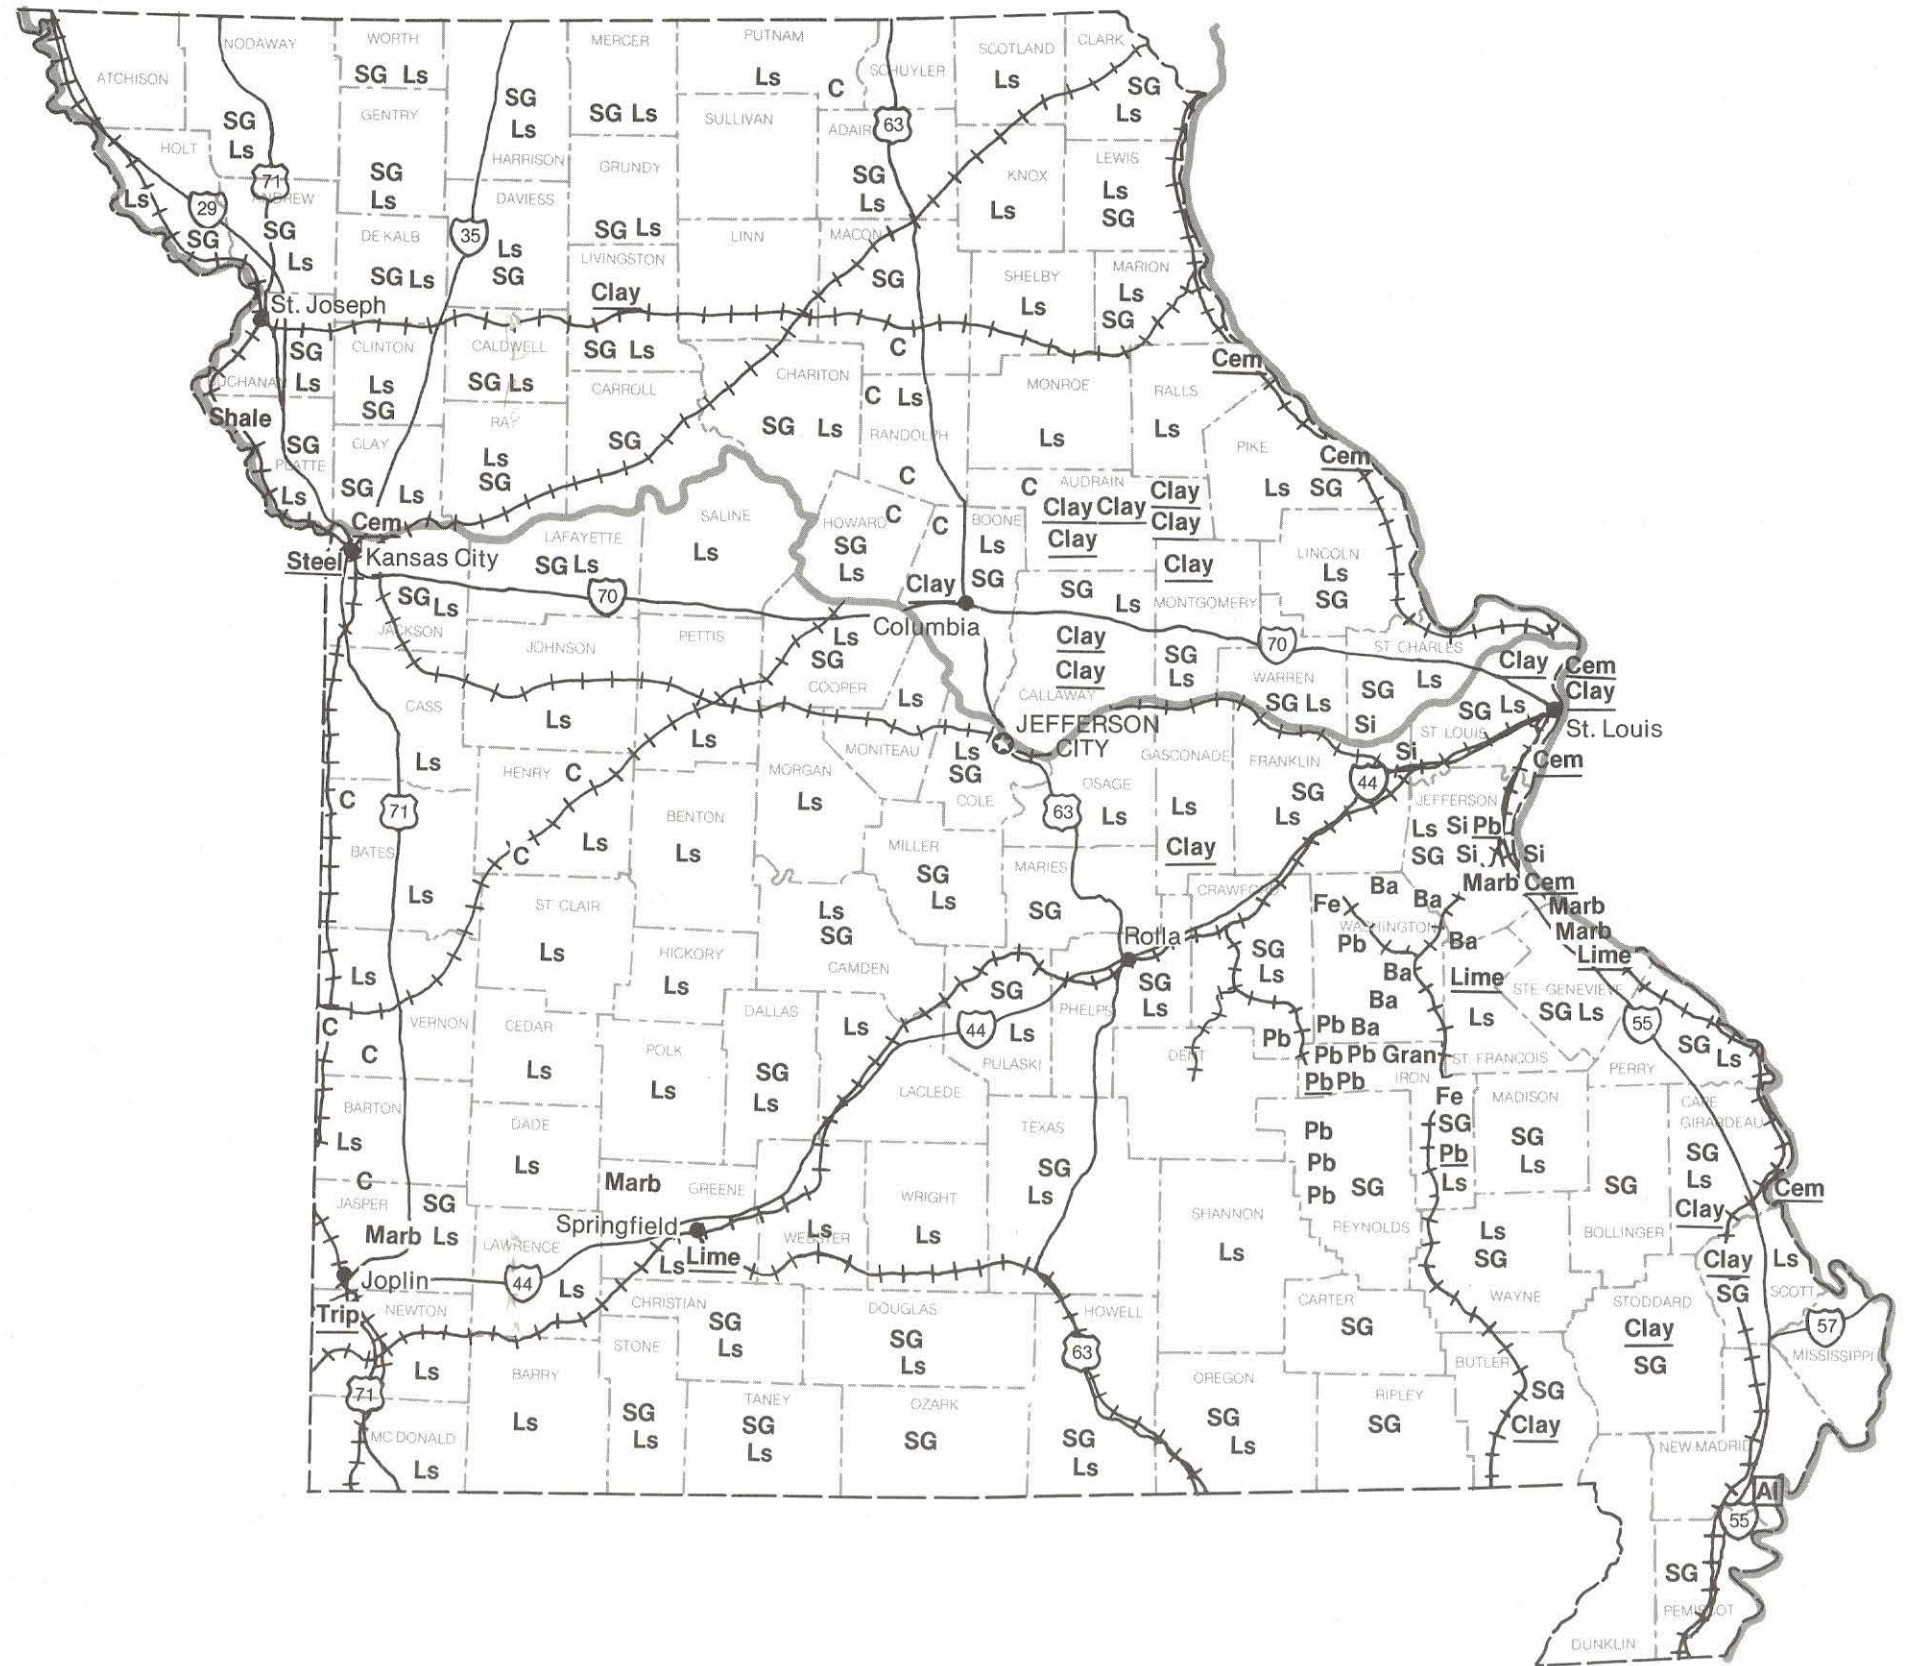 NODAWAY
WORTH
MERCER
PUTNAM
SCOTLAND
CLARK
ATCHISON
SG Ls
Ls
SCHUYLER
Ls
SG
Ls
C
GENTRY
SG
Ls
SG Ls
SULLIVAN
ADAIR
63
SG
Ls
HOLT
HARRISON
GRUNDY
KNOX
LEWIS
71
SG
Ls
SG
Ls
Ls
Ls
SG
29
ANDREW
DAVIESS
Ls
SG
SG
Ls
DE KALB
SG Ls
35
Ls
SG
SG Ls
LINN
MACON
SG
LIVINGSTON
Clay
SHELBY
Ls
MARION
Ls
SG
St. Joseph
SG
Ls
CLINTON
Ls
SG
CALDWELL
SG Ls
SG Ls
CARROLL
CHARITON
C
MONROE
RALLS
Cem
BUCHANAN
Shale
C Ls
SG Ls
RANDOLPH
Ls
Ls
PIKE
SG
PLATTE
Ls
CLAY
SG Ls
RAY
Ls
SG
SG
C
C
AUDRAIN
Clay Clay
Clay
Clay
Clay
Ls SG
Cem
Cem
Kansas City
Steel
LAFAYETTE
SG Ls
SALINE
Ls
HOWARD
C
SG
Ls
C
BOONE
Ls
SG
Clay
LINCOLN
Ls
SG
SG
Ls
JACKSON
70
Clay
Columbia
SG
Ls
MONTGOMERY
JOHNSON
PETTIS
Ls
SG
COOPER
Clay
Clay
CALLAWAY
SG
Ls
70
WARREN
SG Ls
ST CHARLES
SG
Ls
Clay
Cem
Clay
CASS
Ls
Ls
Ls
Ls
MONITEAU
JEFFERSON
CITY
Si
SG Ls
ST LOUIS
St. Louis
Si
Cem
HENRY
C
MORGAN
Ls
Ls
SG
COLE
OSAGE
Ls
GASCONADE
Ls
Clay
FRANKLIN
SG
Ls
44
JEFFERSON
C
71
BATES
C
Ls
BENTON
Ls
MILLER
SG
Ls
63
MARIES
SG
Ls Si Pb
SG Si Si
Marb Cem
Ls
ST CLAIR
Ls
Ls
SG
CAMDEN
Rolla
CRAWFORD
SG
Ls
Ba
Ba
Fe
WASHINGTON
Pb
Ba
Marb
Marb
Lime
Ls
HICKORY
Ls
SG
SG
Ls
Ba
Ba
Lime
Ls
STE GENEVIEVE
SG Ls
C
VERNON
C
CEDAR
Ls
POLK
Ls
DALLAS
SG
Ls
Ls
44
Ls
PULASKI
PHELPS
DENT
Pb
Pb Ba
Pb Pb Gran
Pb Pb
IRON
ST. FRANCOIS
55
SG
Ls
PERRY
BARTON
Ls
DADE
Ls
LACLEDE
TEXAS
SG
Ls
Pb
Pb
Pb
SG
REYNOLDS
Fe
SG
Pb
Ls
MADISON
SG
Ls
CAPE
GIRARDEAU
SG
Ls
C
JASPER
SG
Marb Ls
Marb
GREENE
Springfield
Lime
Ls
WEBSTER
Ls
WRIGHT
Ls
SHANNON
Ls
Ls
SG
SG
BOLLINGER
Clay
Cem
Joplin
LAWRENCE
44
Ls
Clay
SG
Ls
SCOTT
Trip
NEWTON
CHRISTIAN
SG
Ls
DOUGLAS
SG
Ls
HOWELL
CARTER
SG
WAYNE
STODDARD
Clay
SG
57
MISSISSIPPI
STONE
Ls
71
BARRY
Ls
63
BUTLER
SG
Clay
MC DONALD
Ls
SG
Ls
TANEY
SG
Ls
OZARK
SG
SG
Ls
OREGON
SG
Ls
RIPLEY
SG
NEW MADRID
Al
55
SG
PEMISCOT
DUNKLIN